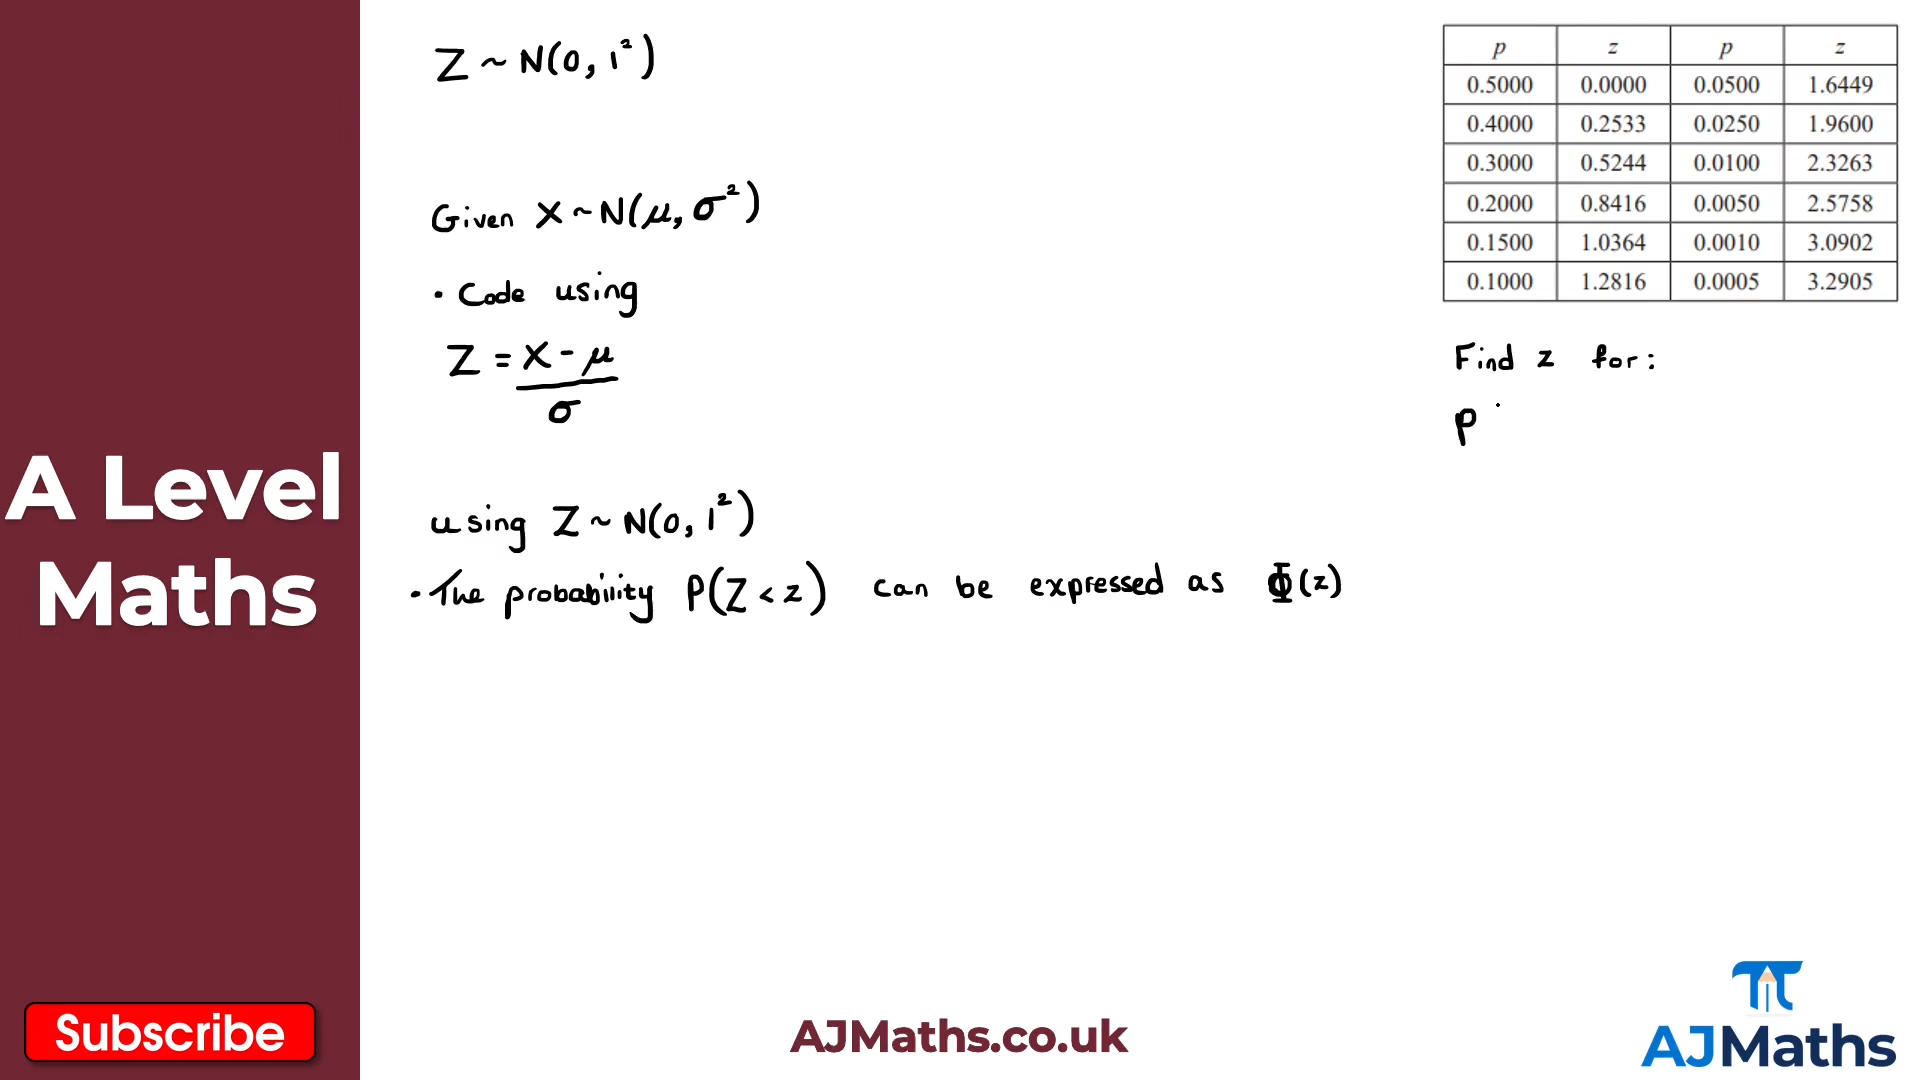 Z ~ N(0, 1²)
Given X ~ N(μ, σ²)
• Code using
Z = X - μ
σ
using Z ~ N(0, 1²)
• The probability P(Z < z) can be expressed as Φ(z)
p z p z
0.5000 0.0000 0.0500 1.6449
0.4000 0.2533 0.0250 1.9600
0.3000 0.5244 0.0100 2.3263
0.2000 0.8416 0.0050 2.5758
0.1500 1.0364 0.0010 3.0902
0.1000 1.2816 0.0005 3.2905
Find z for:
p
A Level
Maths
Subscribe
AJMaths.co.uk
AJMaths